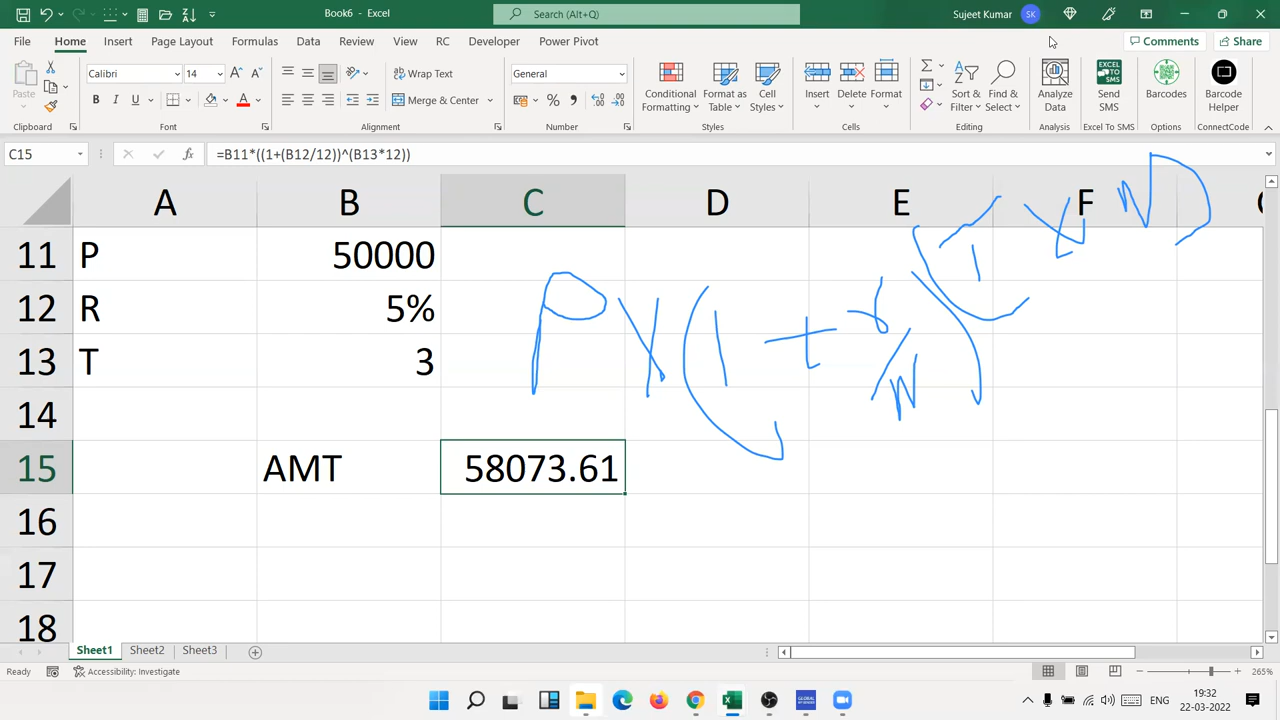 Book6 - Excel
Search (Alt+Q)
Sujeet Kumar SK
File Home Insert Page Layout Formulas Data Review View RC Developer Power Pivot
Comments Share
Paste
Calibri 14
B I U A
Wrap Text
Merge & Center
General
% ,
Conditional Formatting
Format as Table
Cell Styles
Insert Delete Format
Sort & Filter
Find & Select
Analyze Data
Send SMS
Barcodes
Barcode Helper
Clipboard Font Alignment Number Styles Cells Editing Analysis Excel To SMS Options ConnectCode
C15 fx =B11*((1+(B12/12))^(B13*12))
A B C D E F
11 P 50000
12 R 5%
13 T 3
14
15 AMT 58073.61
16
17
18
P X (1 + r/N) (T X N)
Sheet1 Sheet2 Sheet3
Ready Accessibility: Investigate 265%
ENG 19:32
22-03-2022